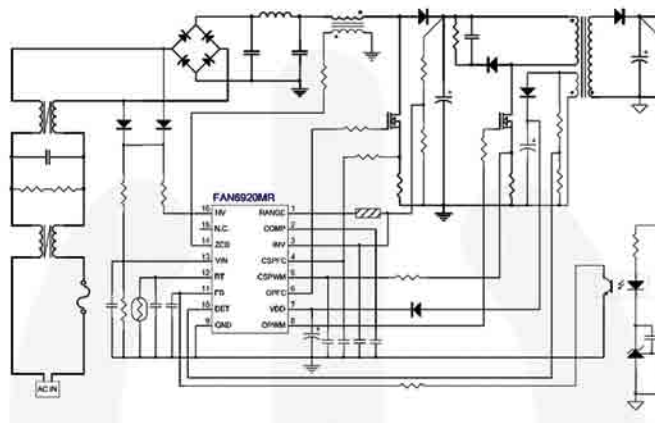 FAN6920MR
16 HV RANGE 1
15 N.C. COMP 2
14 ZCD INV 3
13 VIN CSPFC 4
12 RT CSPWM 5
11 FB OPFC 6
10 DET VDD 7
9 GND OPWM 8
AC IN